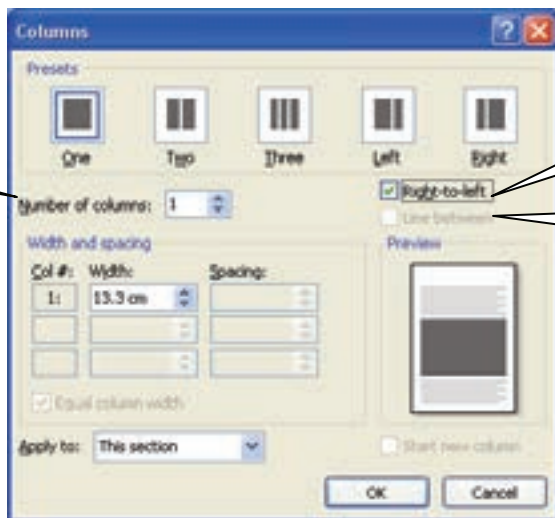 Columns
Presets
One Two Three Left Right
Number of columns: 1
Right-to-left
Line between
Width and spacing
Preview
Col #: Width: Spacing:
1: 13.3 cm
Equal column width
Apply to: This section
Start new column
OK Cancel